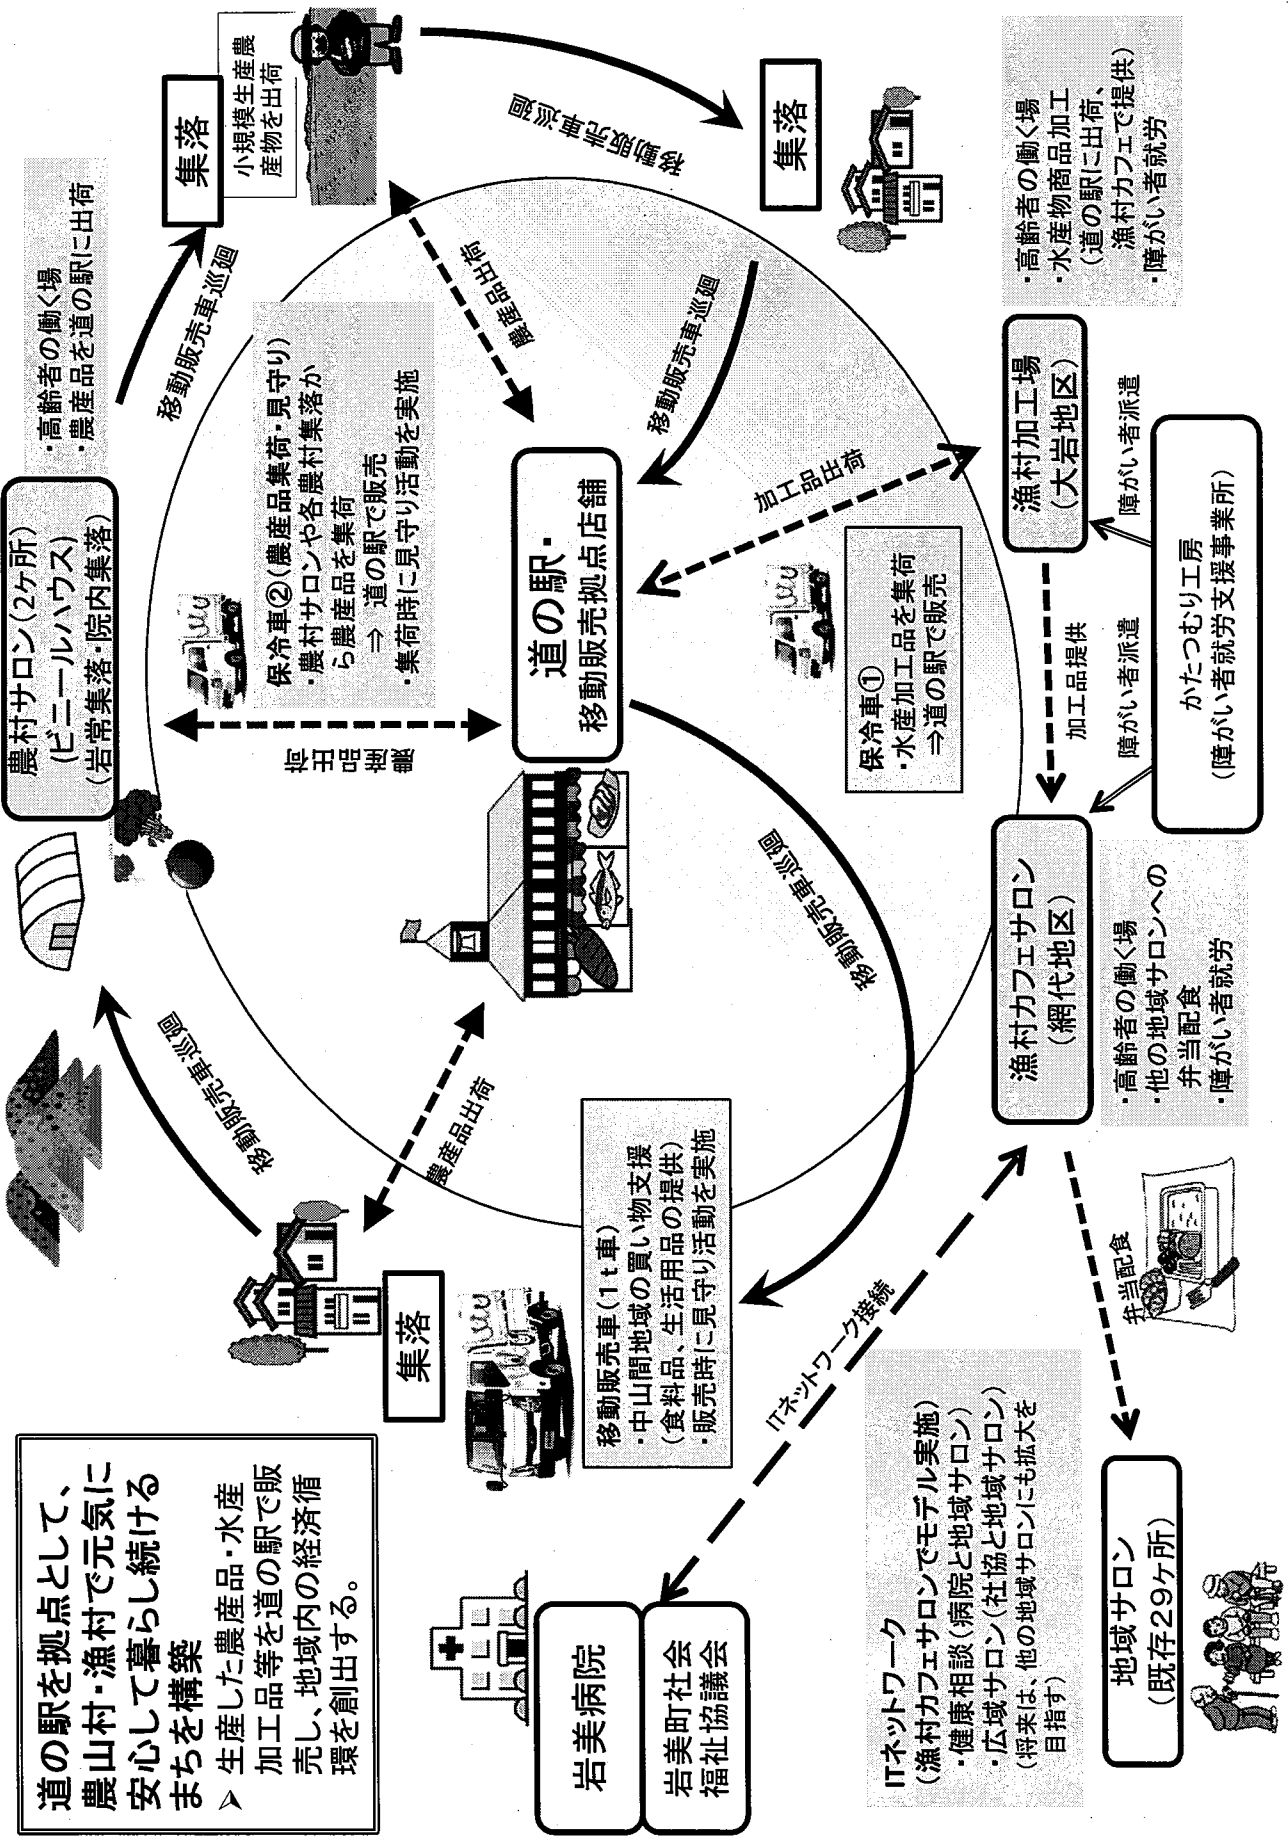 道の駅を拠点として、
農山村・漁村で元気に
安心して暮らし続ける
まちを構築
➢ 生産した農産品・水産
加工品等を道の駅で販
売し、地域内の経済循
環を創出する。
農村サロン(2ヶ所)
(ビニールハウス)
(岩常集落・院内集落)
・高齢者の働く場
・農産品を道の駅に出荷
集落
小規模生産農
産物を出荷
移動販売車巡廻
移動販売車巡廻
移動販売車巡廻
集落
農産品出荷
農産品出荷
農産品出荷
保冷車②(農産品集荷・見守り)
・農村サロンや各農村集落か
ら農産品を集荷
⇒ 道の駅で販売
・集荷時に見守り活動を実施
集落
移動販売車巡廻
移動販売車(1t車)
・中山間地域の買い物支援
(食料品、生活用品の提供)
・販売時に見守り活動を実施
道の駅・
移動販売拠点店舗
移動販売車巡廻
加工品出荷
保冷車①
・水産加工品を集荷
⇒道の駅で販売
岩美病院
岩美町社会
福祉協議会
ITネットワーク接続
漁村カフェサロン
(網代地区)
・高齢者の働く場
・他の地域サロンへの
弁当配食
・障がい者就労
加工品提供
漁村加工場
(大岩地区)
・高齢者の働く場
・水産物商品加工
(道の駅に出荷、
漁村カフェで提供)
・障がい者就労
障がい者派遣
障がい者派遣
かたつむり工房
(障がい者就労支援事業所)
ITネットワーク
(漁村カフェサロンでモデル実施)
・健康相談(病院と地域サロン)
・広域サロン(社協と地域サロン)
(将来は、他の地域サロンにも拡大を
目指す)
弁当配食
地域サロン
(既存29ヶ所)